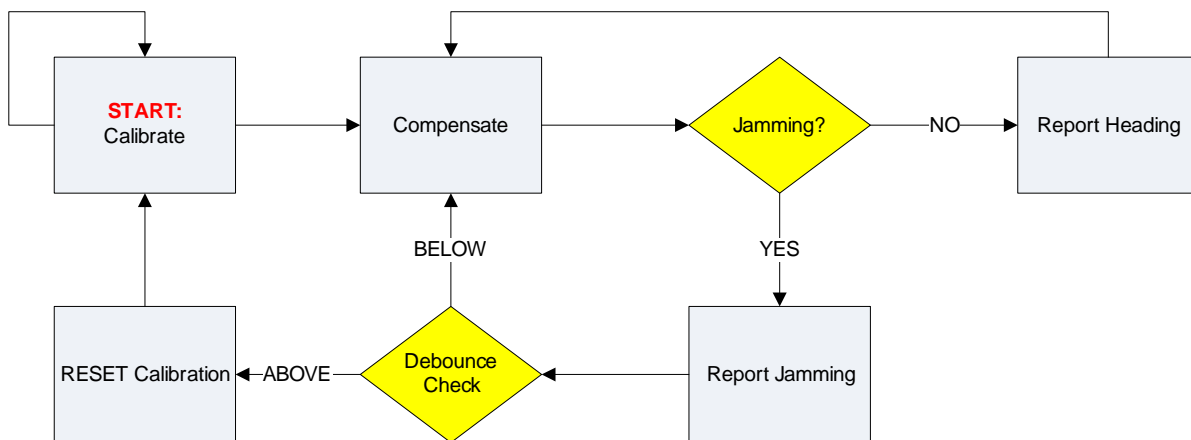 START:
Calibrate
Compensate
Jamming?
NO
Report Heading
BELOW
YES
RESET Calibration
ABOVE
Debounce
Check
Report Jamming